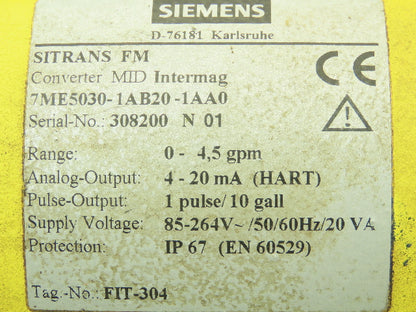 SIEMENS
D-76181 Karlsruhe
SITRANS FM
Converter MID Intermag
7ME5030-1AB20-1AA0
Serial-No.: 308200 N 01
Range: 0 - 4,5 gpm
Analog-Output: 4 - 20 mA (HART)
Pulse-Output: 1 pulse/ 10 gall
Supply Voltage: 85-264V~ /50/60Hz/20 VA
Protection: IP 67 (EN 60529)
Tag.-No.: FIT-304
CE